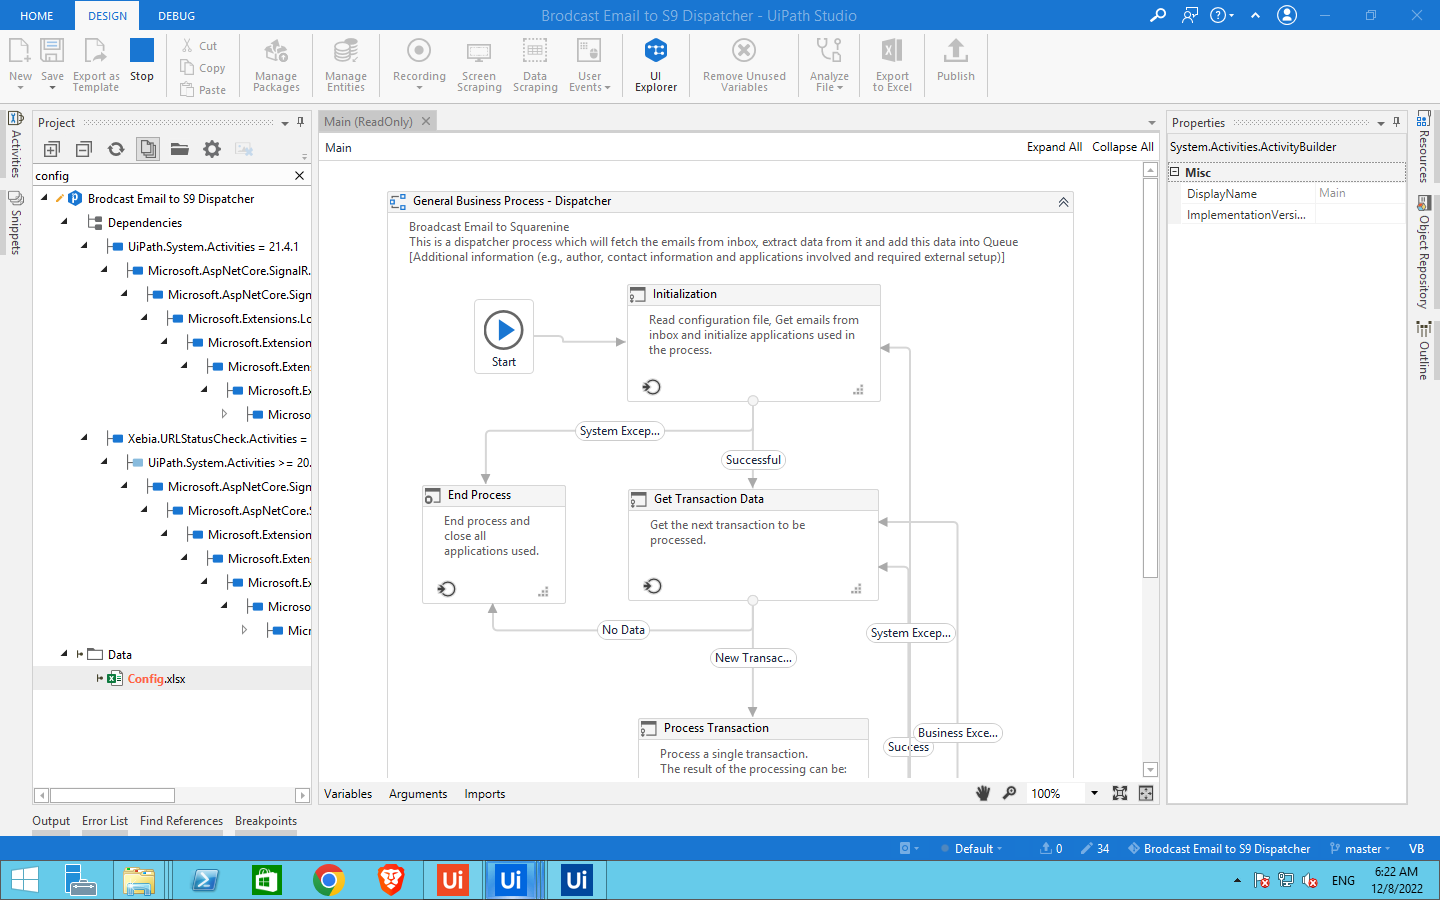 HOME
DESIGN
DEBUG
Brodcast Email to S9 Dispatcher - UiPath Studio
New
Save
Export as Template
Stop
Cut
Copy
Paste
Manage Packages
Manage Entities
Recording
Screen Scraping
Data Scraping
User Events
UI Explorer
Remove Unused Variables
Analyze File
Export to Excel
Publish
Activities
Snippets
Project
config
Brodcast Email to S9 Dispatcher
Dependencies
UiPath.System.Activities = 21.4.1
Microsoft.AspNetCore.SignalR.
Microsoft.AspNetCore.Sign
Microsoft.Extensions.Lo
Microsoft.Extension
Microsoft.Exten
Microsoft.Ex
Microso
Xebia.URLStatusCheck.Activities =
UiPath.System.Activities >= 20.
Microsoft.AspNetCore.Sign
Microsoft.AspNetCore.S
Microsoft.Extension
Microsoft.Exten
Microsoft.Ex
Microso
Micr
Data
Config.xlsx
Main (ReadOnly)
Main
Expand All
Collapse All
General Business Process - Dispatcher
Broadcast Email to Squarenine
This is a dispatcher process which will fetch the emails from inbox, extract data from it and add this data into Queue
[Additional information (e.g., author, contact information and applications involved and required external setup)]
Start
Initialization
Read configuration file, Get emails from
inbox and initialize applications used in
the process.
System Excep...
Successful
End Process
End process and
close all
applications used.
Get Transaction Data
Get the next transaction to be
processed.
No Data
System Excep...
New Transac...
Process Transaction
Process a single transaction.
The result of the processing can be:
Business Exce...
Success
Variables
Arguments
Imports
100%
Properties
System.Activities.ActivityBuilder
Misc
DisplayName
Main
ImplementationVersi...
Resources
Object Repository
Outline
Output
Error List
Find References
Breakpoints
Default
0
34
Brodcast Email to S9 Dispatcher
master
VB
Ui
Ui
Ui
ENG
6:22 AM
12/8/2022